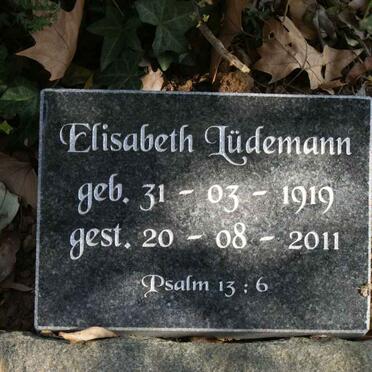 Elisabeth Lüdemann
geb. 31 - 03 - 1919
gest. 20 - 08 - 2011
Psalm 13 : 6